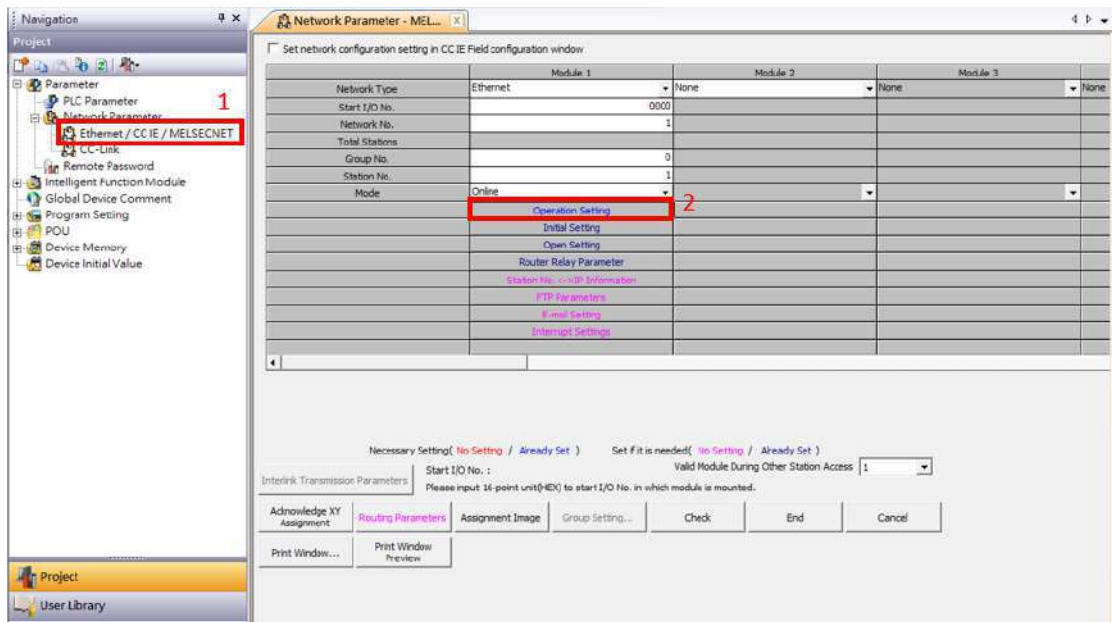 Navigation
Project
Parameter
PLC Parameter
1
Network Parameter
Ethernet / CC IE / MELSECNET
CC-Link
Remote Password
Intelligent Function Module
Global Device Comment
Program Setting
POU
Device Memory
Device Initial Value
Project
User Library
Network Parameter - MEL...
Set network configuration setting in CC IE Field configuration window
Module 1 Module 2 Module 3
Network Type Ethernet None None None
Start I/O No. 0000
Network No. 1
Total Stations
Group No. 0
Station No. 1
Mode Online
Operation Setting 2
Initial Setting
Open Setting
Router Relay Parameter
Station No. <->IP Information
FTP Parameters
E-mail Setting
Interrupt Settings
Necessary Setting( No Setting / Already Set ) Set if it is needed( No Setting / Already Set )
Interlink Transmission Parameters Start I/O No. : Valid Module During Other Station Access 1
Please input 16-point unit(HEX) to start I/O No. in which module is mounted.
Acknowledge XY Assignment Routing Parameters Assignment Image Group Setting... Check End Cancel
Print Window... Print Window Preview